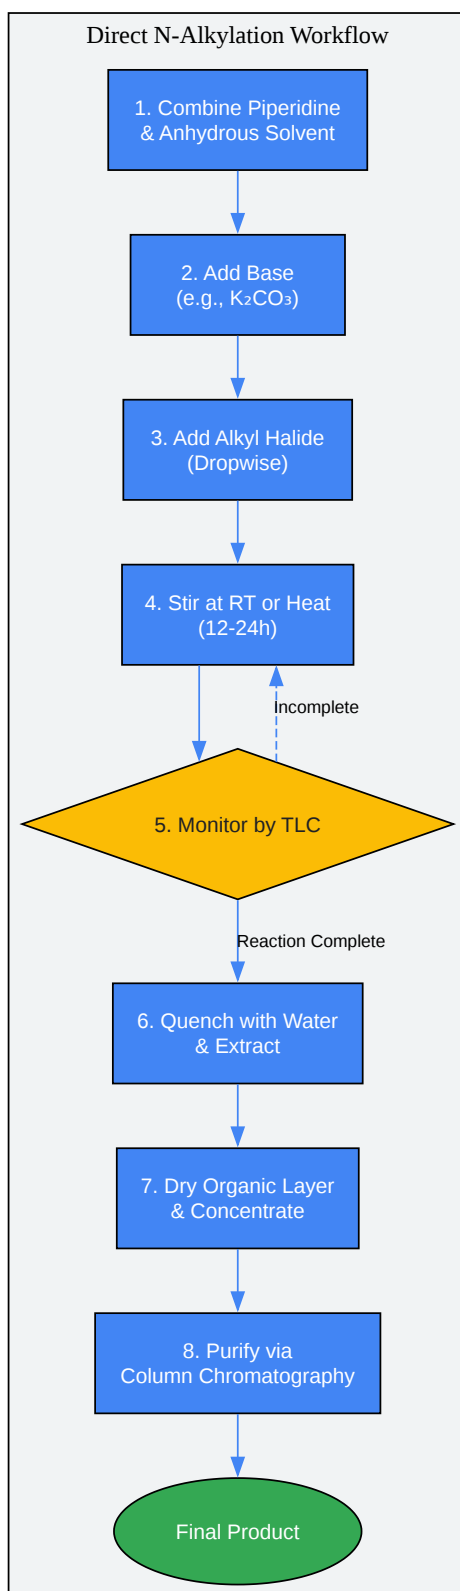 Direct N-Alkylation Workflow
1. Combine Piperidine
& Anhydrous Solvent
2. Add Base
(e.g., K₂CO₃)
3. Add Alkyl Halide
(Dropwise)
4. Stir at RT or Heat
(12-24h)
Incomplete
5. Monitor by TLC
Reaction Complete
6. Quench with Water
& Extract
7. Dry Organic Layer
& Concentrate
8. Purify via
Column Chromatography
Final Product